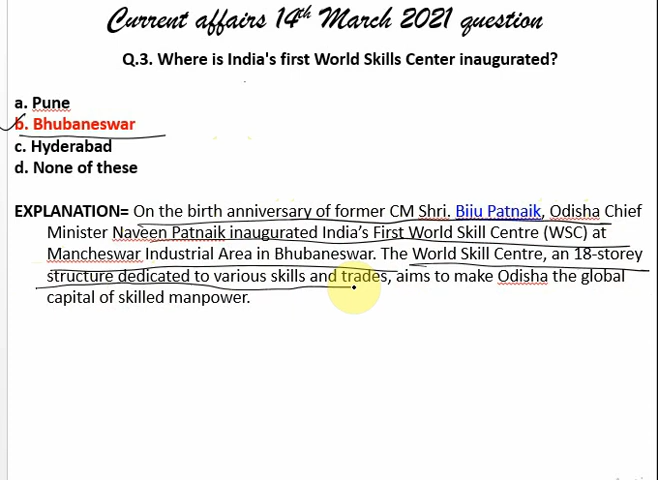 Current affairs 14th March 2021 question
Q.3. Where is India's first World Skills Center inaugurated?
a. Pune
b. Bhubaneswar
c. Hyderabad
d. None of these
EXPLANATION= On the birth anniversary of former CM Shri. Biju Patnaik, Odisha Chief
Minister Naveen Patnaik inaugurated India's First World Skill Centre (WSC) at
Mancheswar Industrial Area in Bhubaneswar. The World Skill Centre, an 18-storey
structure dedicated to various skills and trades, aims to make Odisha the global
capital of skilled manpower.